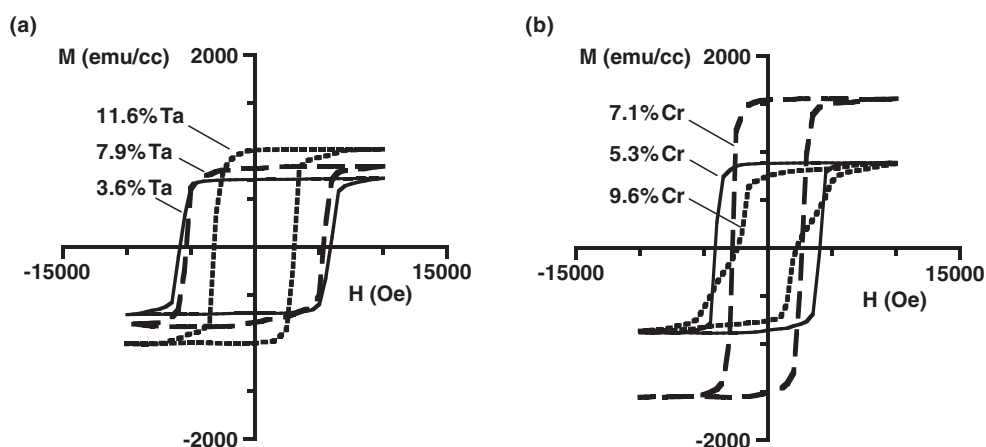 (a)
M (emu/cc)
2000
11.6% Ta
7.9% Ta
3.6% Ta
-15000
15000
H (Oe)
-2000
(b)
M (emu/cc)
2000
7.1% Cr
5.3% Cr
9.6% Cr
-15000
15000
H (Oe)
-2000